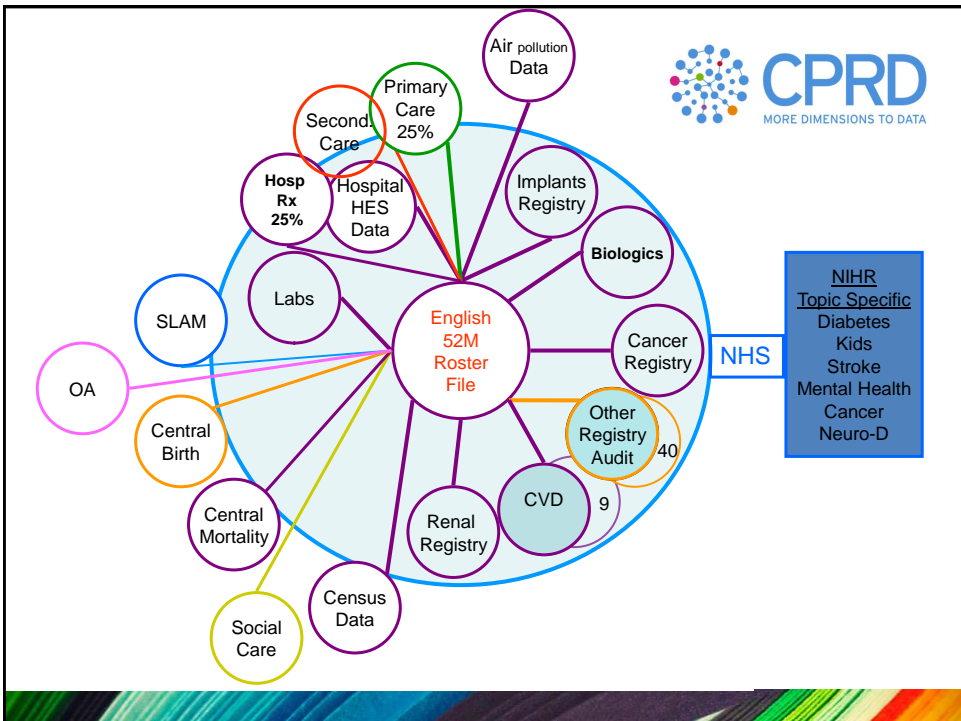 Air pollution
Data
CPRD
MORE DIMENSIONS TO DATA
Primary
Care
25%
Second.
Care
Hosp
Rx
25%
Hospital
HES
Data
Implants
Registry
Biologics
Labs
SLAM
English
52M
Roster
File
Cancer
Registry
NHS
NIHR
Topic Specific
Diabetes
Kids
Stroke
Mental Health
Cancer
Neuro-D
OA
Central
Birth
Other
Registry
Audit
40
CVD
9
Central
Mortality
Renal
Registry
Census
Data
Social
Care